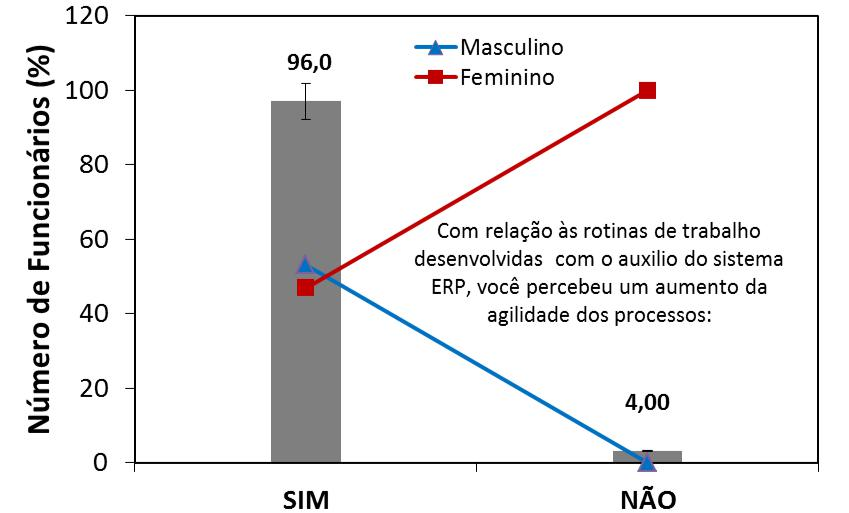 Número de Funcionários (%)
120
100
80
60
40
20
0
96,0
Masculino
Feminino
Com relação às rotinas de trabalho
desenvolvidas com o auxilio do sistema
ERP, você percebeu um aumento da
agilidade dos processos:
4,00
SIM
NÃO